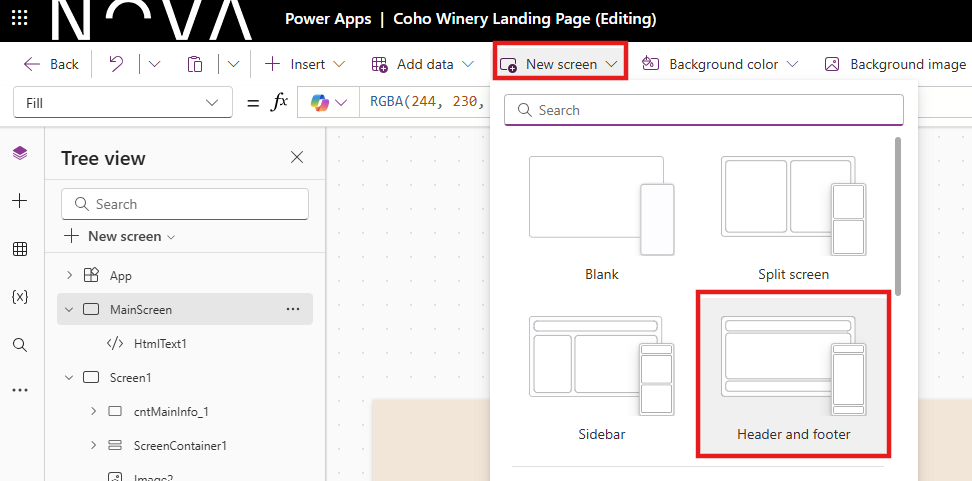 NOVA
Power Apps | Coho Winery Landing Page (Editing)
Back Insert Add data New screen Background color Background image
Fill = fx RGBA(244, 230,
Search
Tree view
Search
New screen
App
MainScreen
HtmlText1
Screen1
cntMainInfo_1
ScreenContainer1
Image2
Blank Split screen
Sidebar Header and footer